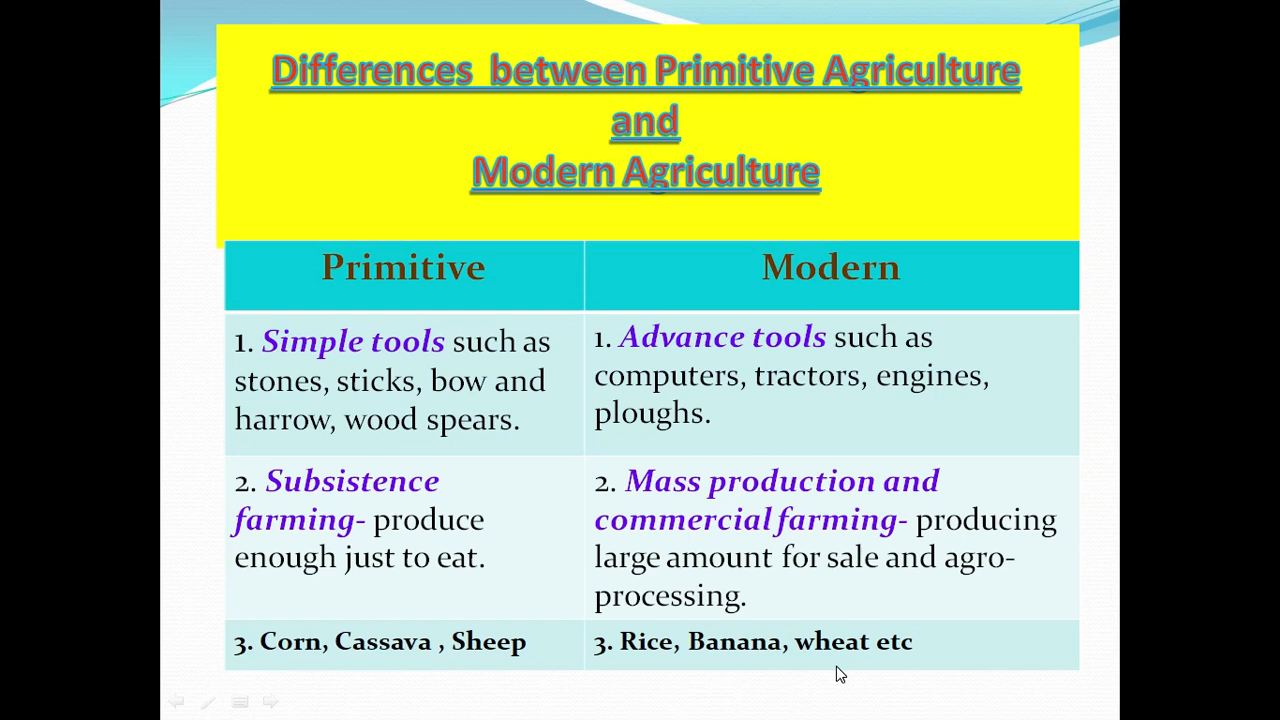 Differences between Primitive Agriculture
and
Modern Agriculture
Primitive
Modern
1. Simple tools such as
stones, sticks, bow and
harrow, wood spears.
1. Advance tools such as
computers, tractors, engines,
ploughs.
2. Subsistence
farming- produce
enough just to eat.
2. Mass production and
commercial farming- producing
large amount for sale and agro-
processing.
3. Corn, Cassava , Sheep
3. Rice, Banana, wheat etc